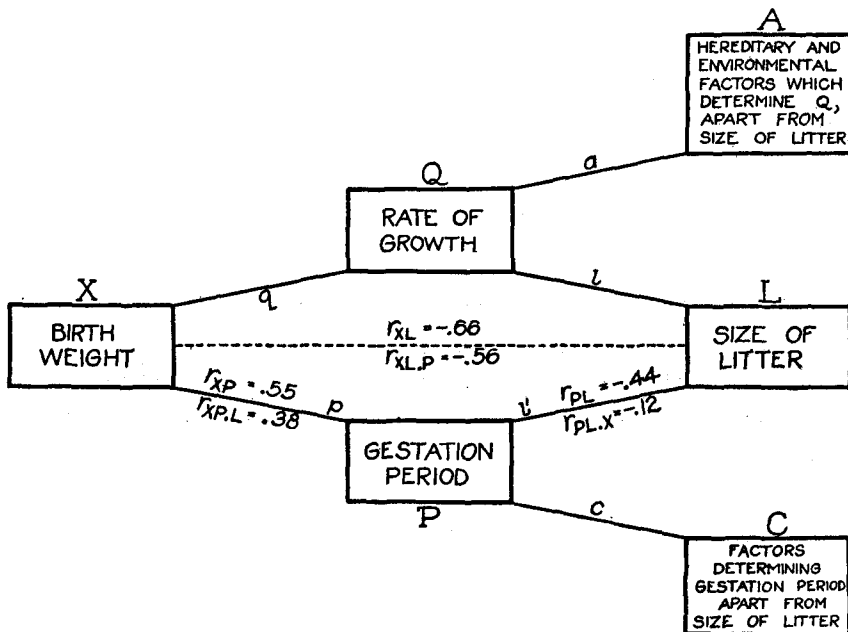 A
HEREDITARY AND
ENVIRONMENTAL
FACTORS WHICH
DETERMINE Q,
APART FROM
SIZE OF LITTER
a
Q
RATE OF
GROWTH
q
l
X
BIRTH
WEIGHT
r_XL = -.66
r_XL.P = -.56
L
SIZE OF
LITTER
r_XP = .55
r_XP.L = .38
p
l'
r_PL = -.44
r_PL.X = -.12
GESTATION
PERIOD
P
c
C
FACTORS
DETERMINING
GESTATION PERIOD
APART FROM
SIZE OF LITTER